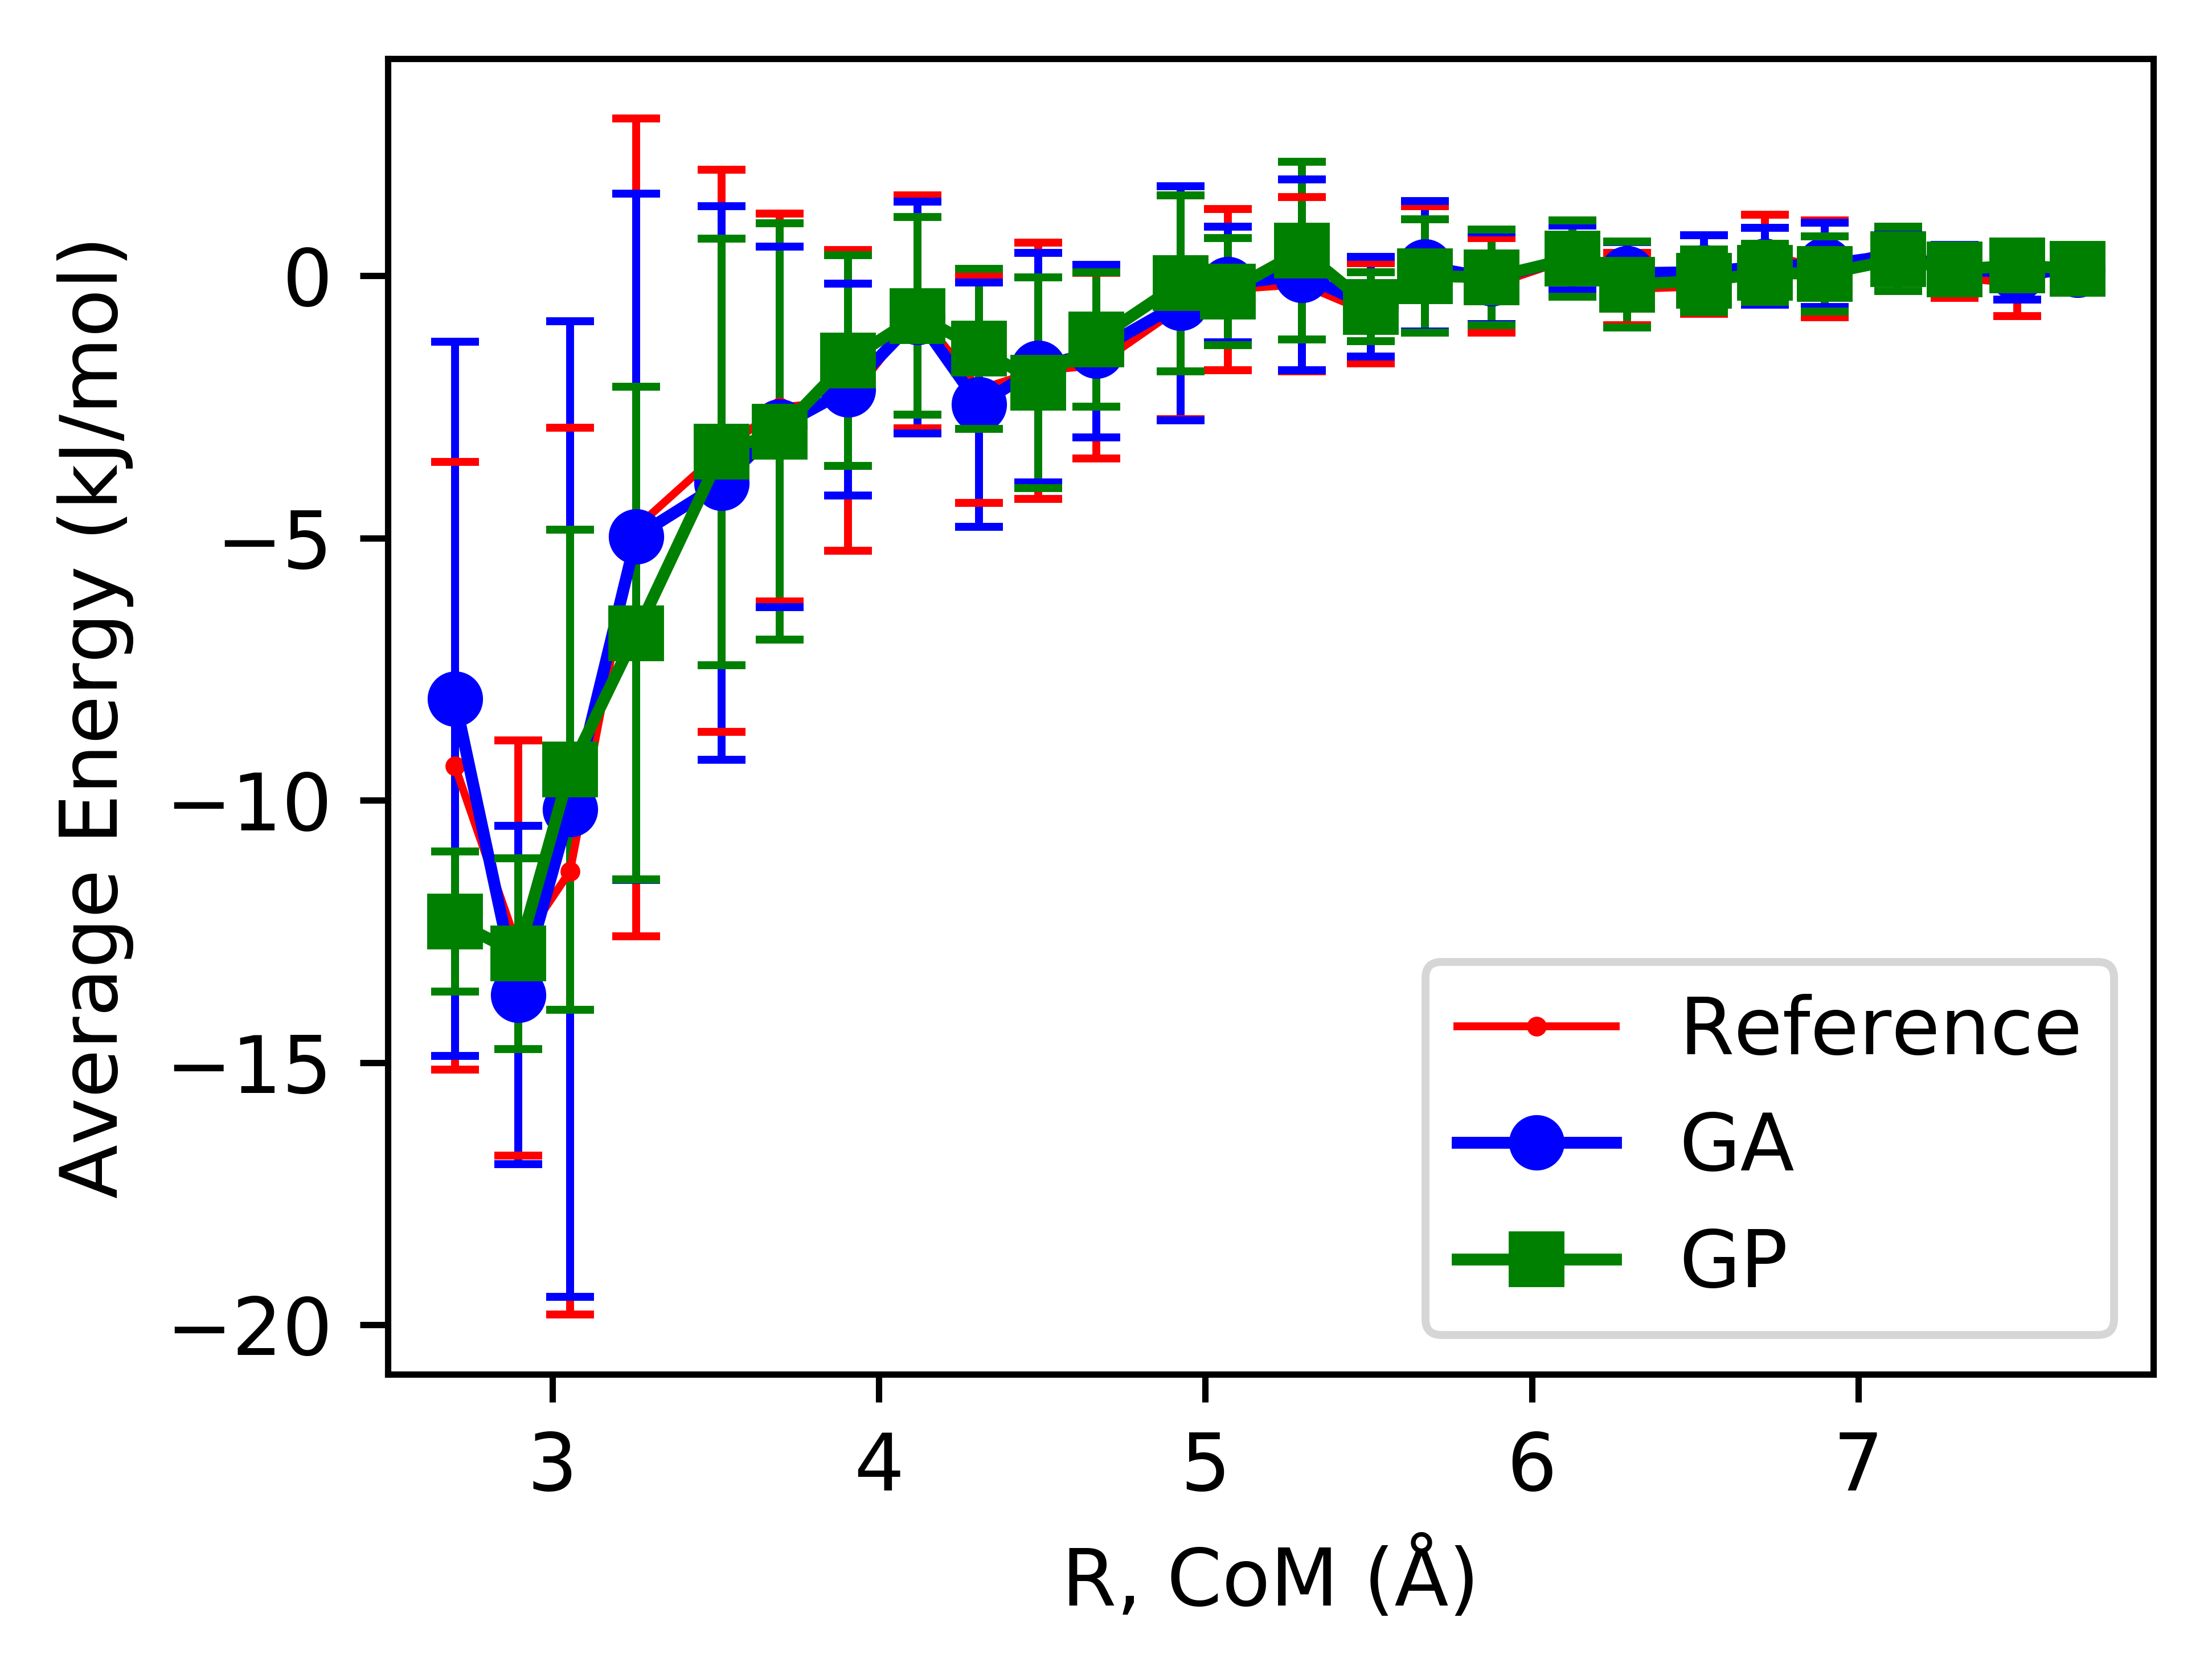 Average Energy (kJ/mol)
0
−5
−10
−15
−20
Reference
GA
GP
3 4 5 6 7
R, CoM (Å)